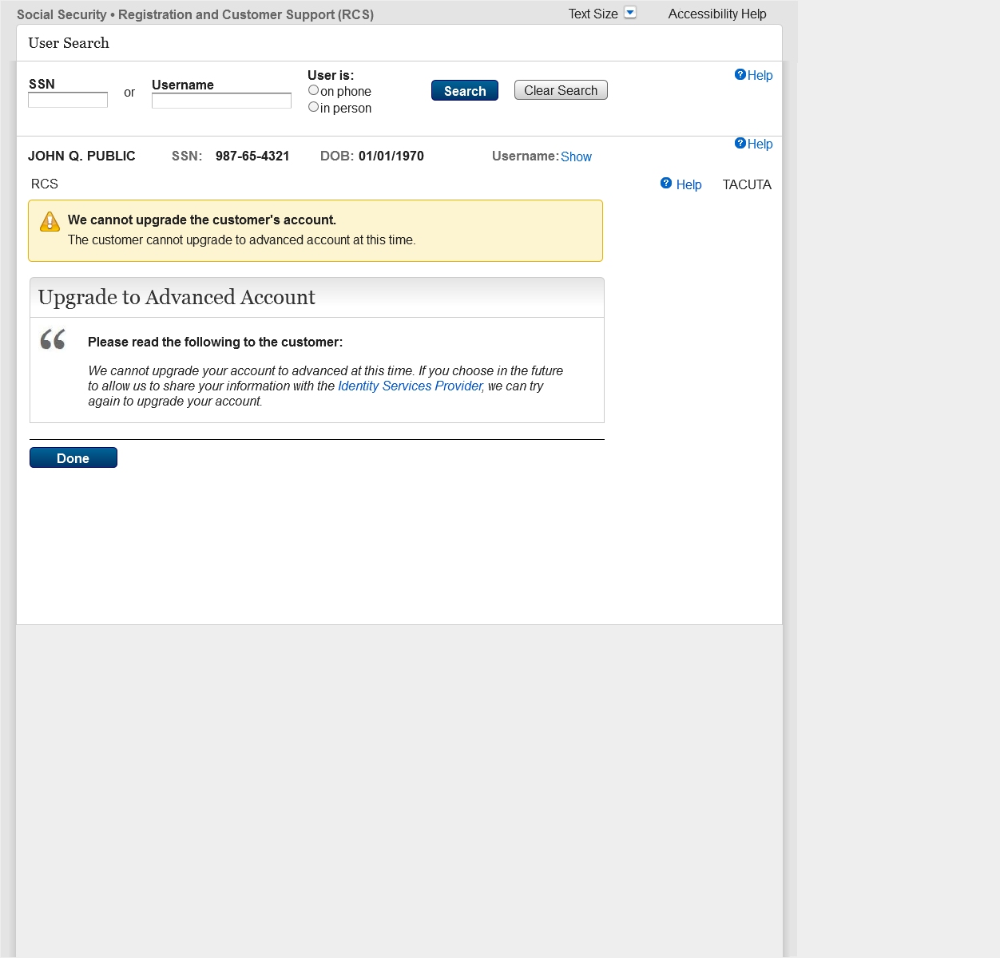 Social Security • Registration and Customer Support (RCS)
Text Size
Accessibility Help
User Search
SSN
or
Username
User is:
on phone
in person
Search
Clear Search
Help
JOHN Q. PUBLIC SSN: 987-65-4321 DOB: 01/01/1970 Username: Show
Help
RCS
Help
TACUTA
We cannot upgrade the customer's account.
The customer cannot upgrade to advanced account at this time.
Upgrade to Advanced Account
Please read the following to the customer:
We cannot upgrade your account to advanced at this time. If you choose in the future
to allow us to share your information with the Identity Services Provider, we can try
again to upgrade your account.
Done